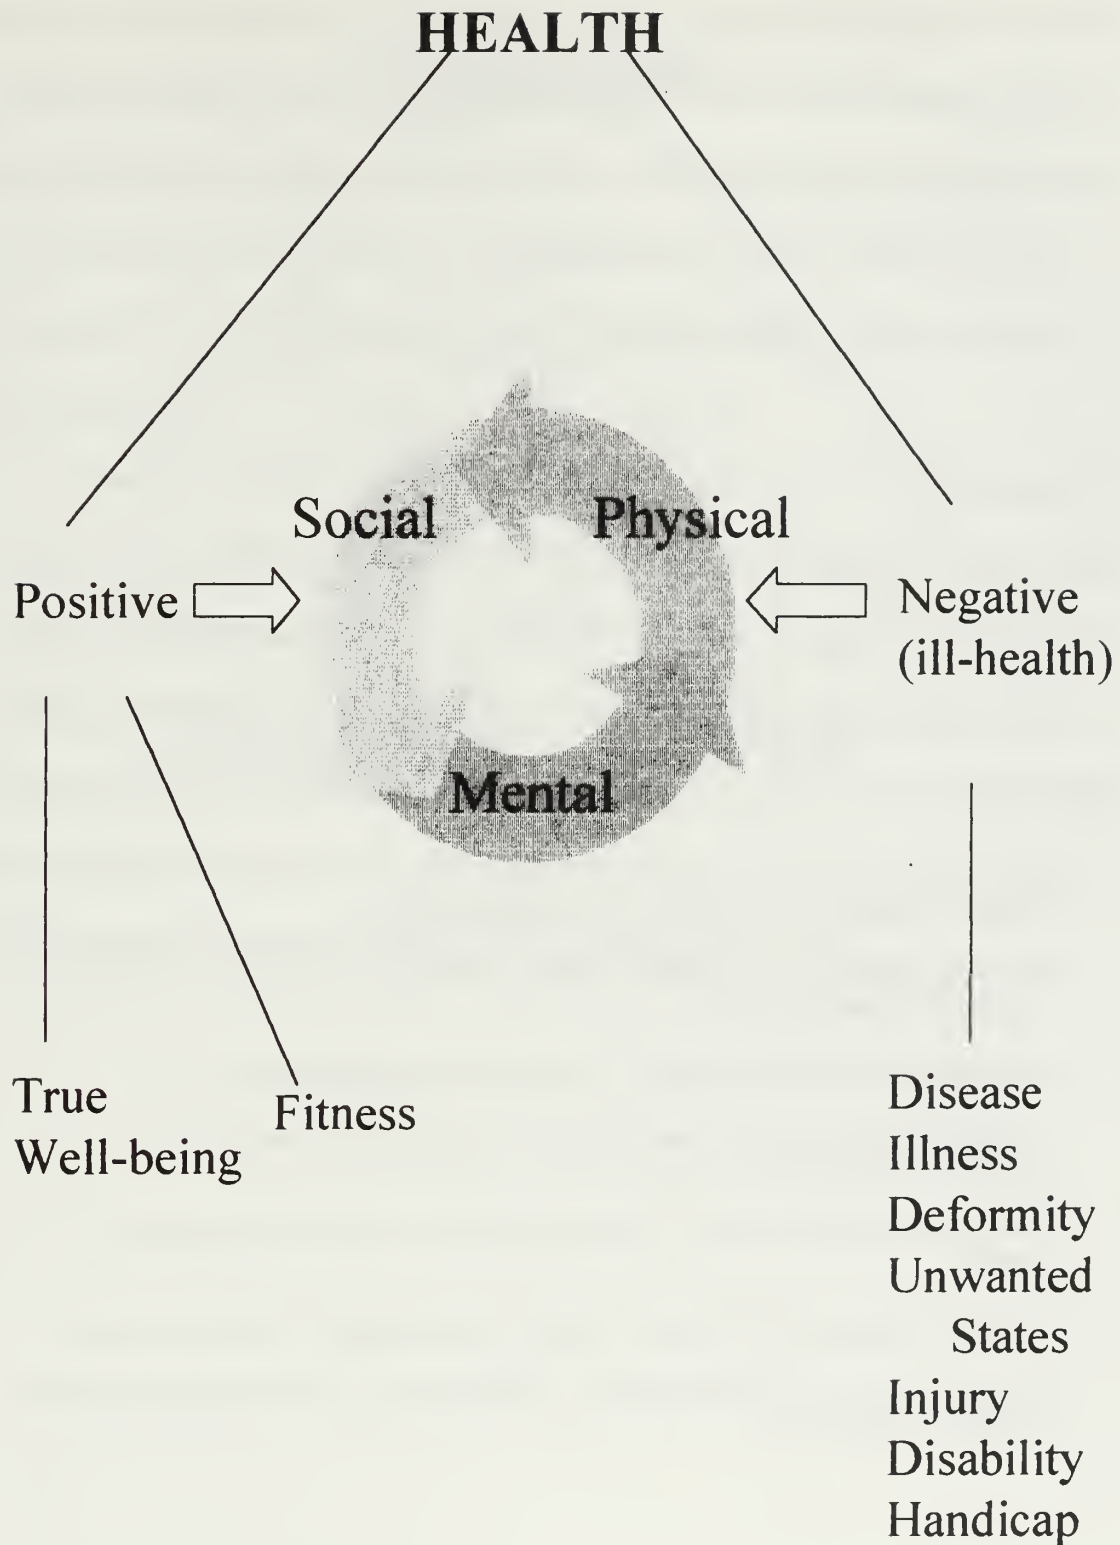 HEALTH
Social
Physical
Positive
Negative
(ill-health)
Mental
True
Well-being
Fitness
Disease
Illness
Deformity
Unwanted
States
Injury
Disability
Handicap